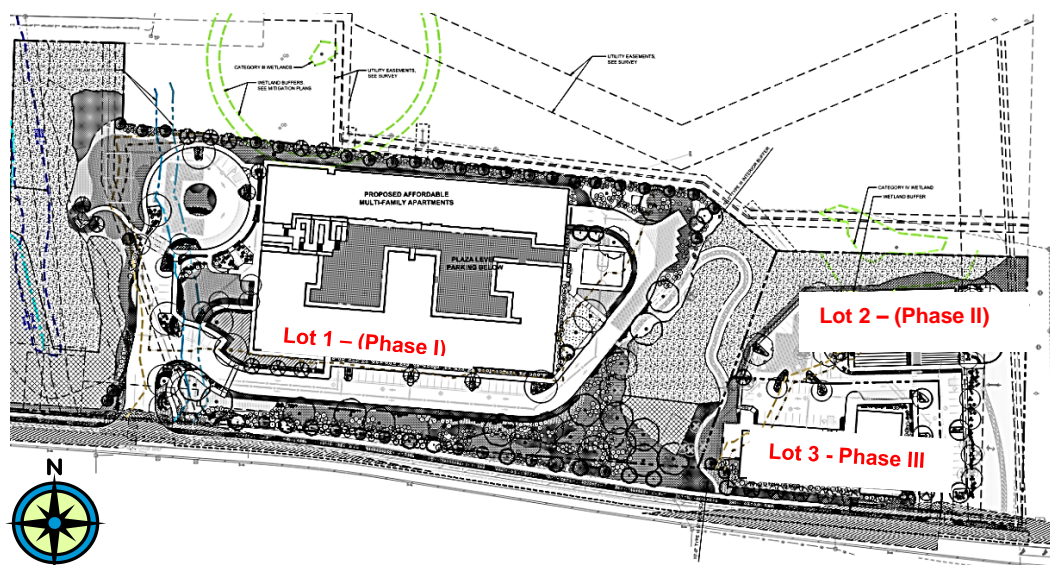 UTILITY EASEMENTS,
SEE SURVEY
CATEGORY III WETLANDS
UTILITY EASEMENTS,
SEE SURVEY
WETLAND BUFFERS,
SEE MITIGATION PLANS
PROPOSED AFFORDABLE
MULTI-FAMILY APARTMENTS
CATEGORY IV WETLAND
WETLAND BUFFER
PLAZA LEVEL
PARKING BELOW
Lot 2 – (Phase II)
Lot 1 – (Phase I)
Lot 3 - Phase III
N